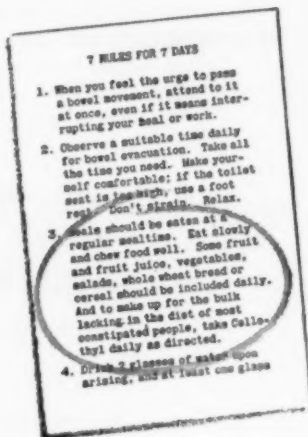 7 RULES FOR 7 DAYS
1. When you feel the urge to pass
a bowel movement, attend to it
at once, even if it means inter-
rupting your meal or work.
2. Observe a suitable time daily
for bowel evacuation. Take all
the time you need. Make your-
self comfortable; if the toilet
seat is too high, use a foot
rest. Don't strain. Relax.
3. Meals should be eaten at a
regular mealtime. Eat slowly
and chew food well. Some fruit
and fruit juice, vegetables,
salads, whole wheat bread or
cereal should be included daily.
And to make up for the bulk
lacking in the diet of most
constipated people, take Cello-
thyl daily as directed.
4. Drink 2 glasses of water upon
arising, and at least one glass